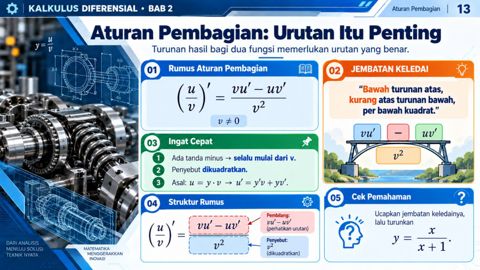 KALKULUS DIFERENSIAL • BAB 2
Aturan Pembagian
13
Aturan Pembagian: Urutan Itu Penting
Turunan hasil bagi dua fungsi memerlukan urutan yang benar.
y = u/v
01 Rumus Aturan Pembagian
(u/v)′ = (vu′ − uv′)/v²
v ≠ 0
02 JEMBATAN KELEDAI
“Bawah turunan atas,
kurang atas turunan bawah,
per bawah kuadrat.”
vu′ − uv′
v²
03 Ingat Cepat
1 Ada tanda minus → selalu mulai dari v.
2 Penyebut dikuadratkan.
3 Asal: u = y · v → u′ = y′v + yv′.
04 Struktur Rumus
(u/v)′ = (vu′ − uv′)/v²
Pembilang:
vu′ − uv′
(perhatikan urutan)
Penyebut:
v²
(dikuadratkan)
05 Cek Pemahaman
Ucapkan jembatan keledainya,
lalu turunkan
y = x/(x + 1).
DARI ANALISIS
MENUJU SOLUSI
TEKNIK NYATA
MATEMATIKA
MENGGERAKKAN
INOVASI